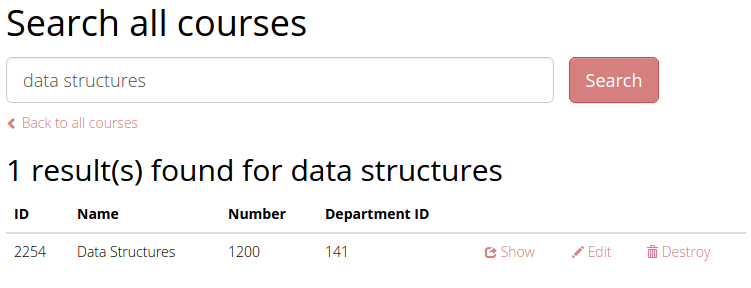 Search all courses
data structures Search
Back to all courses
1 result(s) found for data structures
ID Name Number Department ID
2254 Data Structures 1200 141 Show Edit Destroy